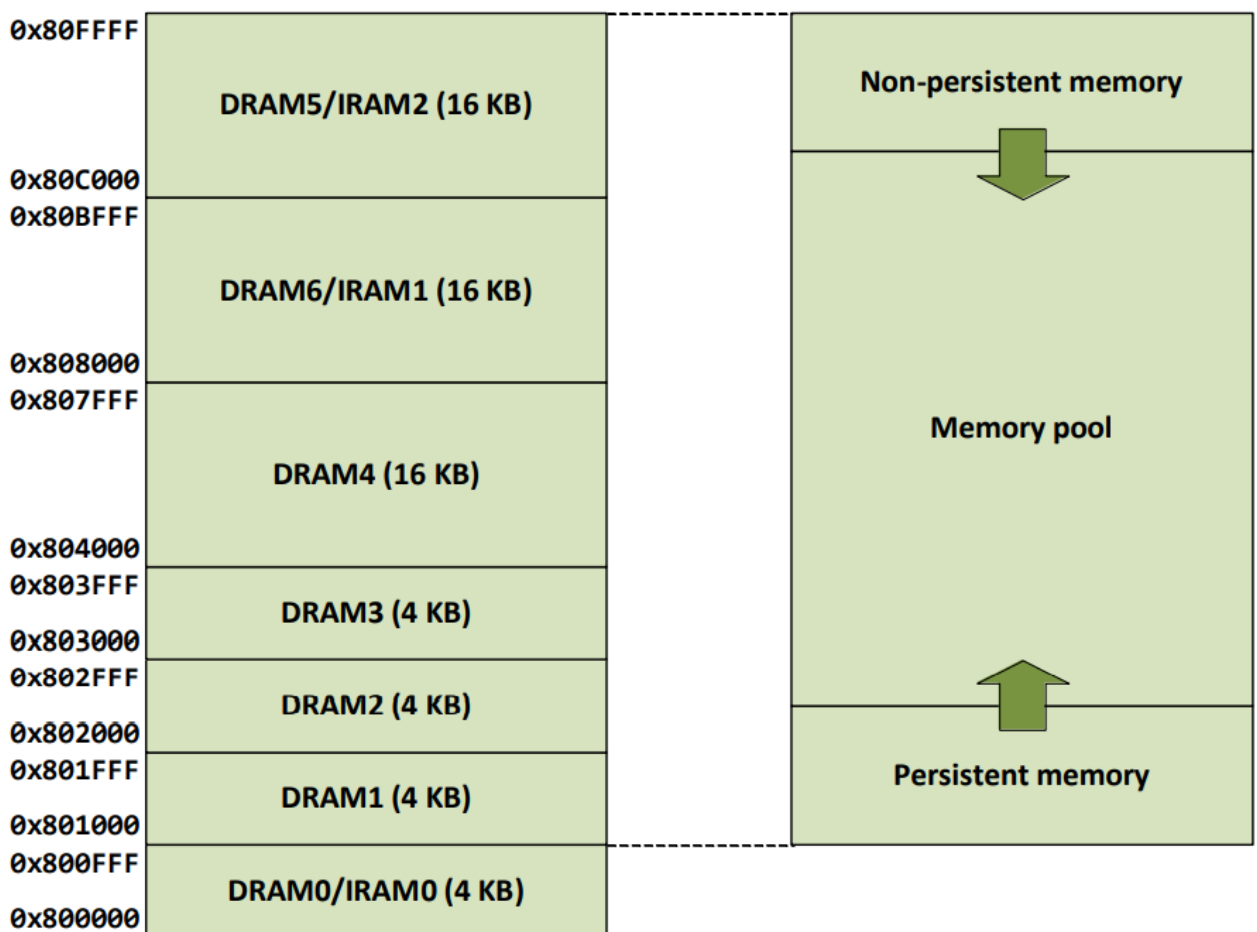 0x80FFFF
DRAM5/IRAM2 (16 KB)
0x80C000
0x80BFFF
DRAM6/IRAM1 (16 KB)
0x808000
0x807FFF
DRAM4 (16 KB)
0x804000
0x803FFF
DRAM3 (4 KB)
0x803000
0x802FFF
DRAM2 (4 KB)
0x802000
0x801FFF
DRAM1 (4 KB)
0x801000
0x800FFF
DRAM0/IRAM0 (4 KB)
0x800000
Non-persistent memory
Memory pool
Persistent memory